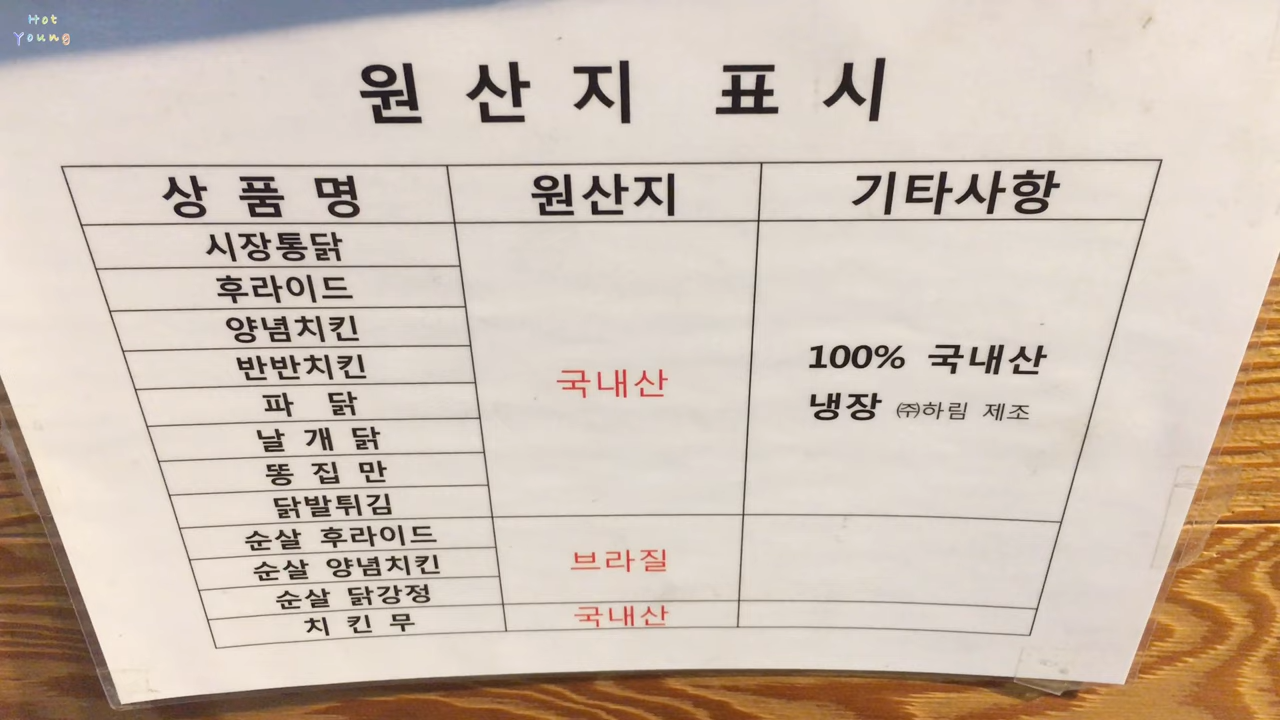 Hot
Young
원 산 지 표 시
상 품 명 원산지 기타사항
시장통닭
후라이드
양념치킨
반반치킨
파 닭
날 개 닭
똥 집 만
닭발튀김
국내산
100% 국내산
냉장 ㈜하림 제조
순살 후라이드
순살 양념치킨
순살 닭강정
브라질
치 킨 무 국내산